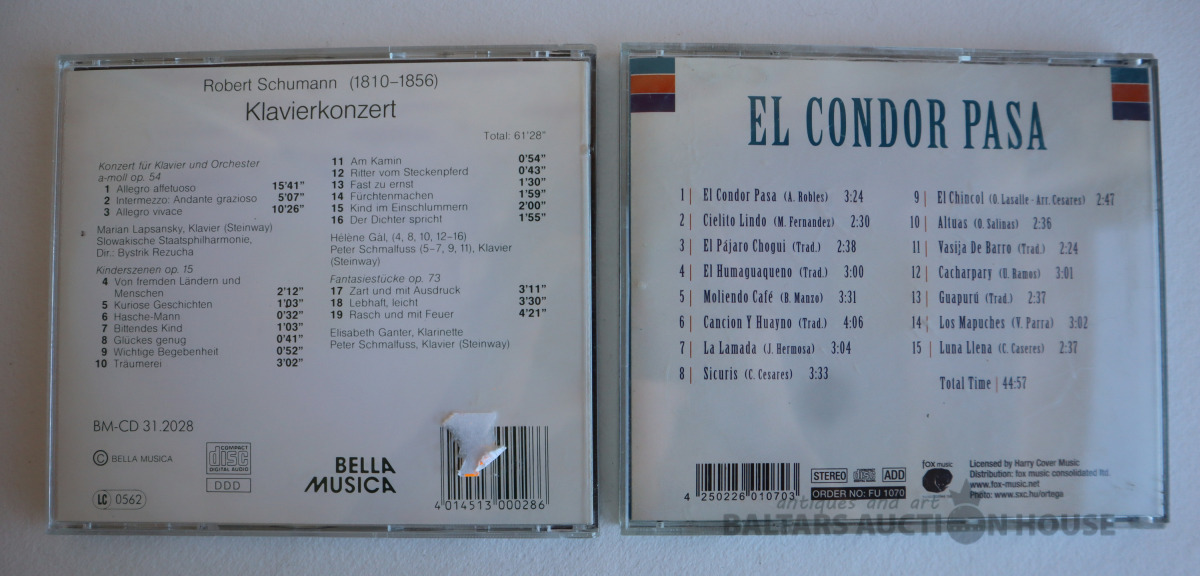 Robert Schumann (1810–1856)
Klavierkonzert
Total: 61'28"
Konzert für Klavier und Orchester
a-moll op. 54
1 Allegro affetuoso 15'41"
2 Intermezzo: Andante grazioso 5'07"
3 Allegro vivace 10'26"
Marian Lapsansky, Klavier (Steinway)
Slowakische Staatsphilharmonie,
Dir.: Bystrik Rezucha
Kinderszenen op. 15
4 Von fremden Ländern und
Menschen 2'12"
5 Kuriose Geschichten 1'03"
6 Hasche-Mann 0'32"
7 Bittendes Kind 1'03"
8 Glückes genug 0'41"
9 Wichtige Begebenheit 0'52"
10 Träumerei 3'02"
11 Am Kamin 0'54"
12 Ritter vom Steckenpferd 0'43"
13 Fast zu ernst 1'30"
14 Fürchtenmachen 1'59"
15 Kind im Einschlummern 2'00"
16 Der Dichter spricht 1'55"
Hélène Gál, (4, 8, 10, 12–16)
Peter Schmalfuss (5–7, 9, 11), Klavier
(Steinway)
Fantasiestücke op. 73
17 Zart und mit Ausdruck 3'11"
18 Lebhaft, leicht 3'30"
19 Rasch und mit Feuer 4'21"
Elisabeth Ganter, Klarinette
Peter Schmalfuss, Klavier (Steinway)
BM-CD 31.2028
© BELLA MUSICA
LC 0562
COMPACT
disc
DIGITAL AUDIO
DDD
BELLA
MUSICA
4 014513 000286
EL CONDOR PASA
1 | El Condor Pasa (A. Robles) 3:24
2 | Cielito Lindo (M. Fernandez) 2:30
3 | El Pájaro Choqui (Trad.) 2:38
4 | El Humaguaqueno (Trad.) 3:00
5 | Moliendo Café (B. Manzo) 3:31
6 | Cancion Y Huayno (Trad.) 4:06
7 | La Lamada (J. Hermosa) 3:04
8 | Sicuris (C. Cesares) 3:33
9 | El Chincol (O. Lasalle - Arr. Cesares) 2:47
10 | Altuas (O. Salinas) 2:36
11 | Vasija De Barro (Trad.) 2:24
12 | Cacharpary (U. Ramos) 3:01
13 | Guapurú (Trad.) 2:37
14 | Los Mapuches (V. Parra) 3:02
15 | Luna Llena (C. Caseres) 2:37
Total Time | 44:57
4 250226 010703
STEREO disc ADD
ORDER NO: FU 1070
fox music
Licensed by Harry Cover Music
Distribution: fox music consolidated ltd.
www.fox-music.net
Photo: www.sxc.hu/ortega
antiques and art
BALTARS AUCTION HOUSE